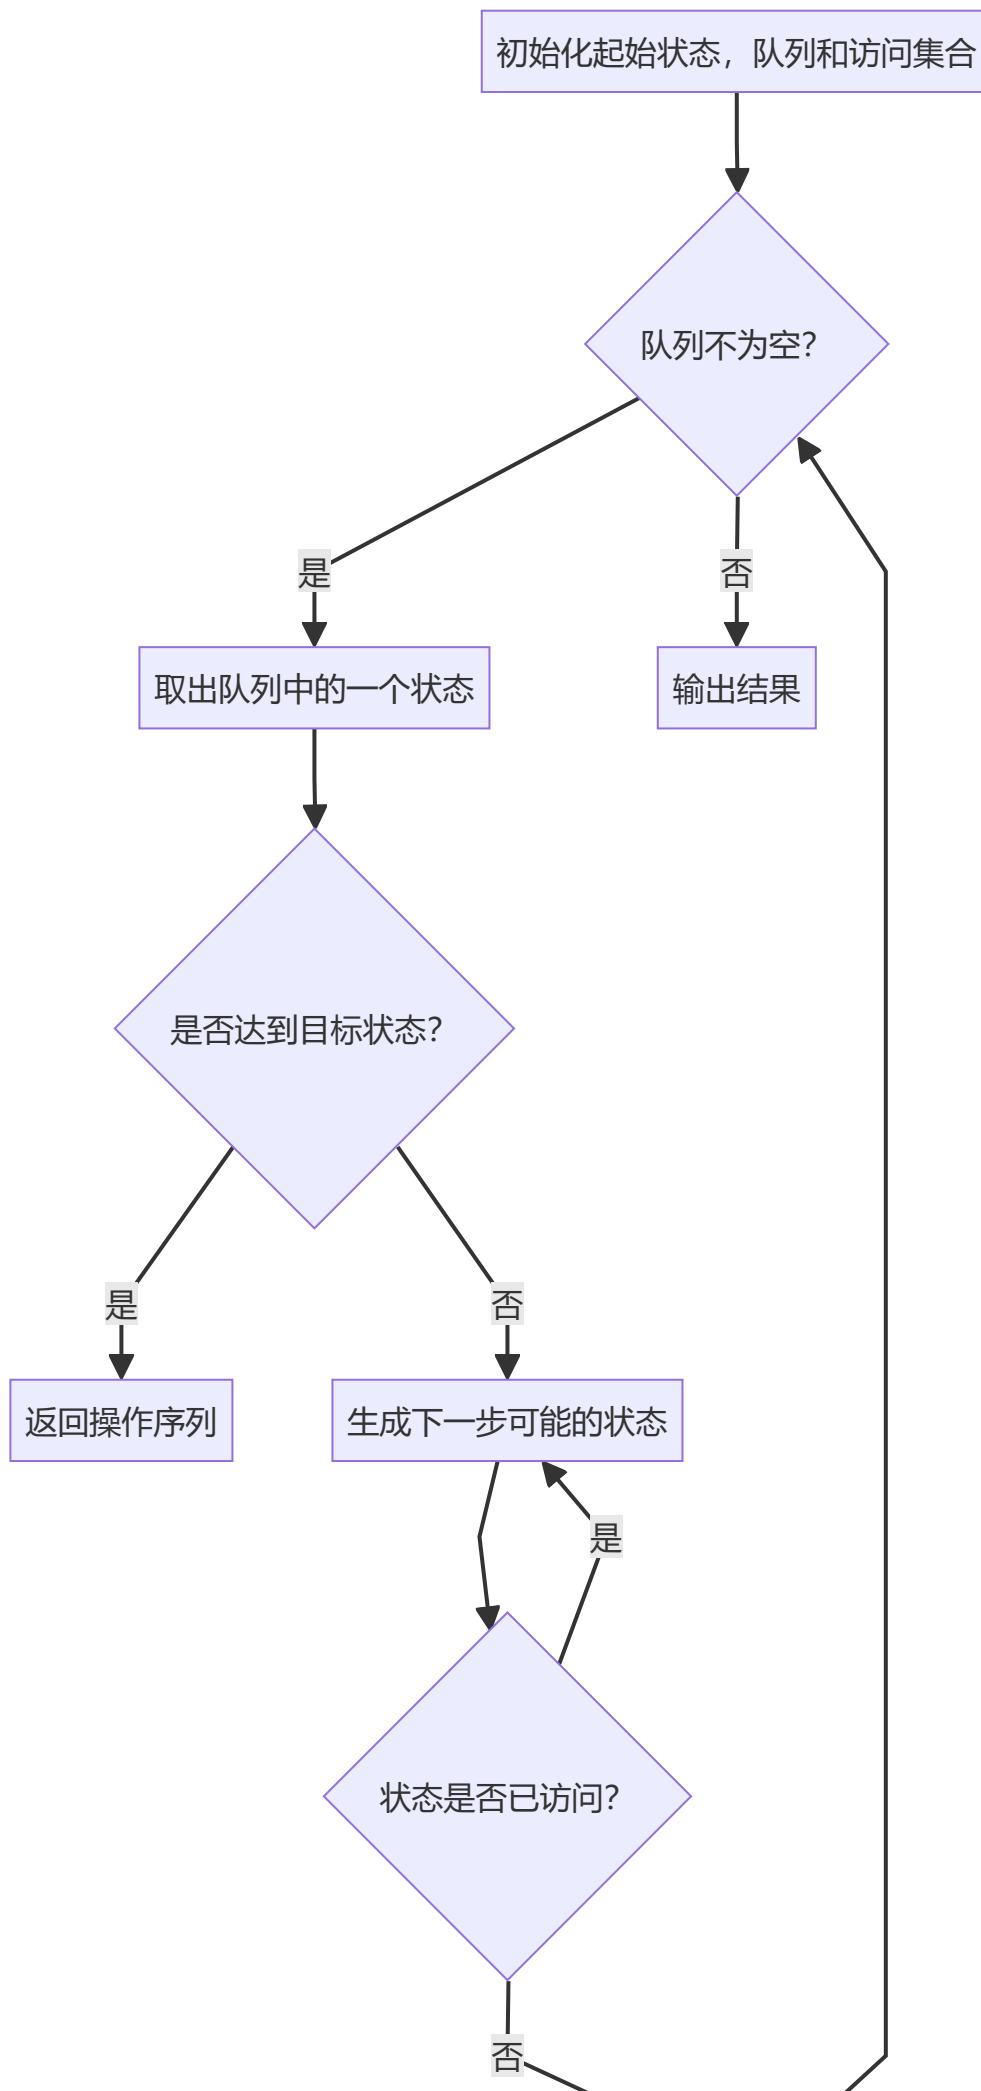 初始化起始状态，队列和访问集合
队列不为空？
是
否
取出队列中的一个状态
输出结果
是否达到目标状态？
是
否
返回操作序列
生成下一步可能的状态
是
状态是否已访问？
否